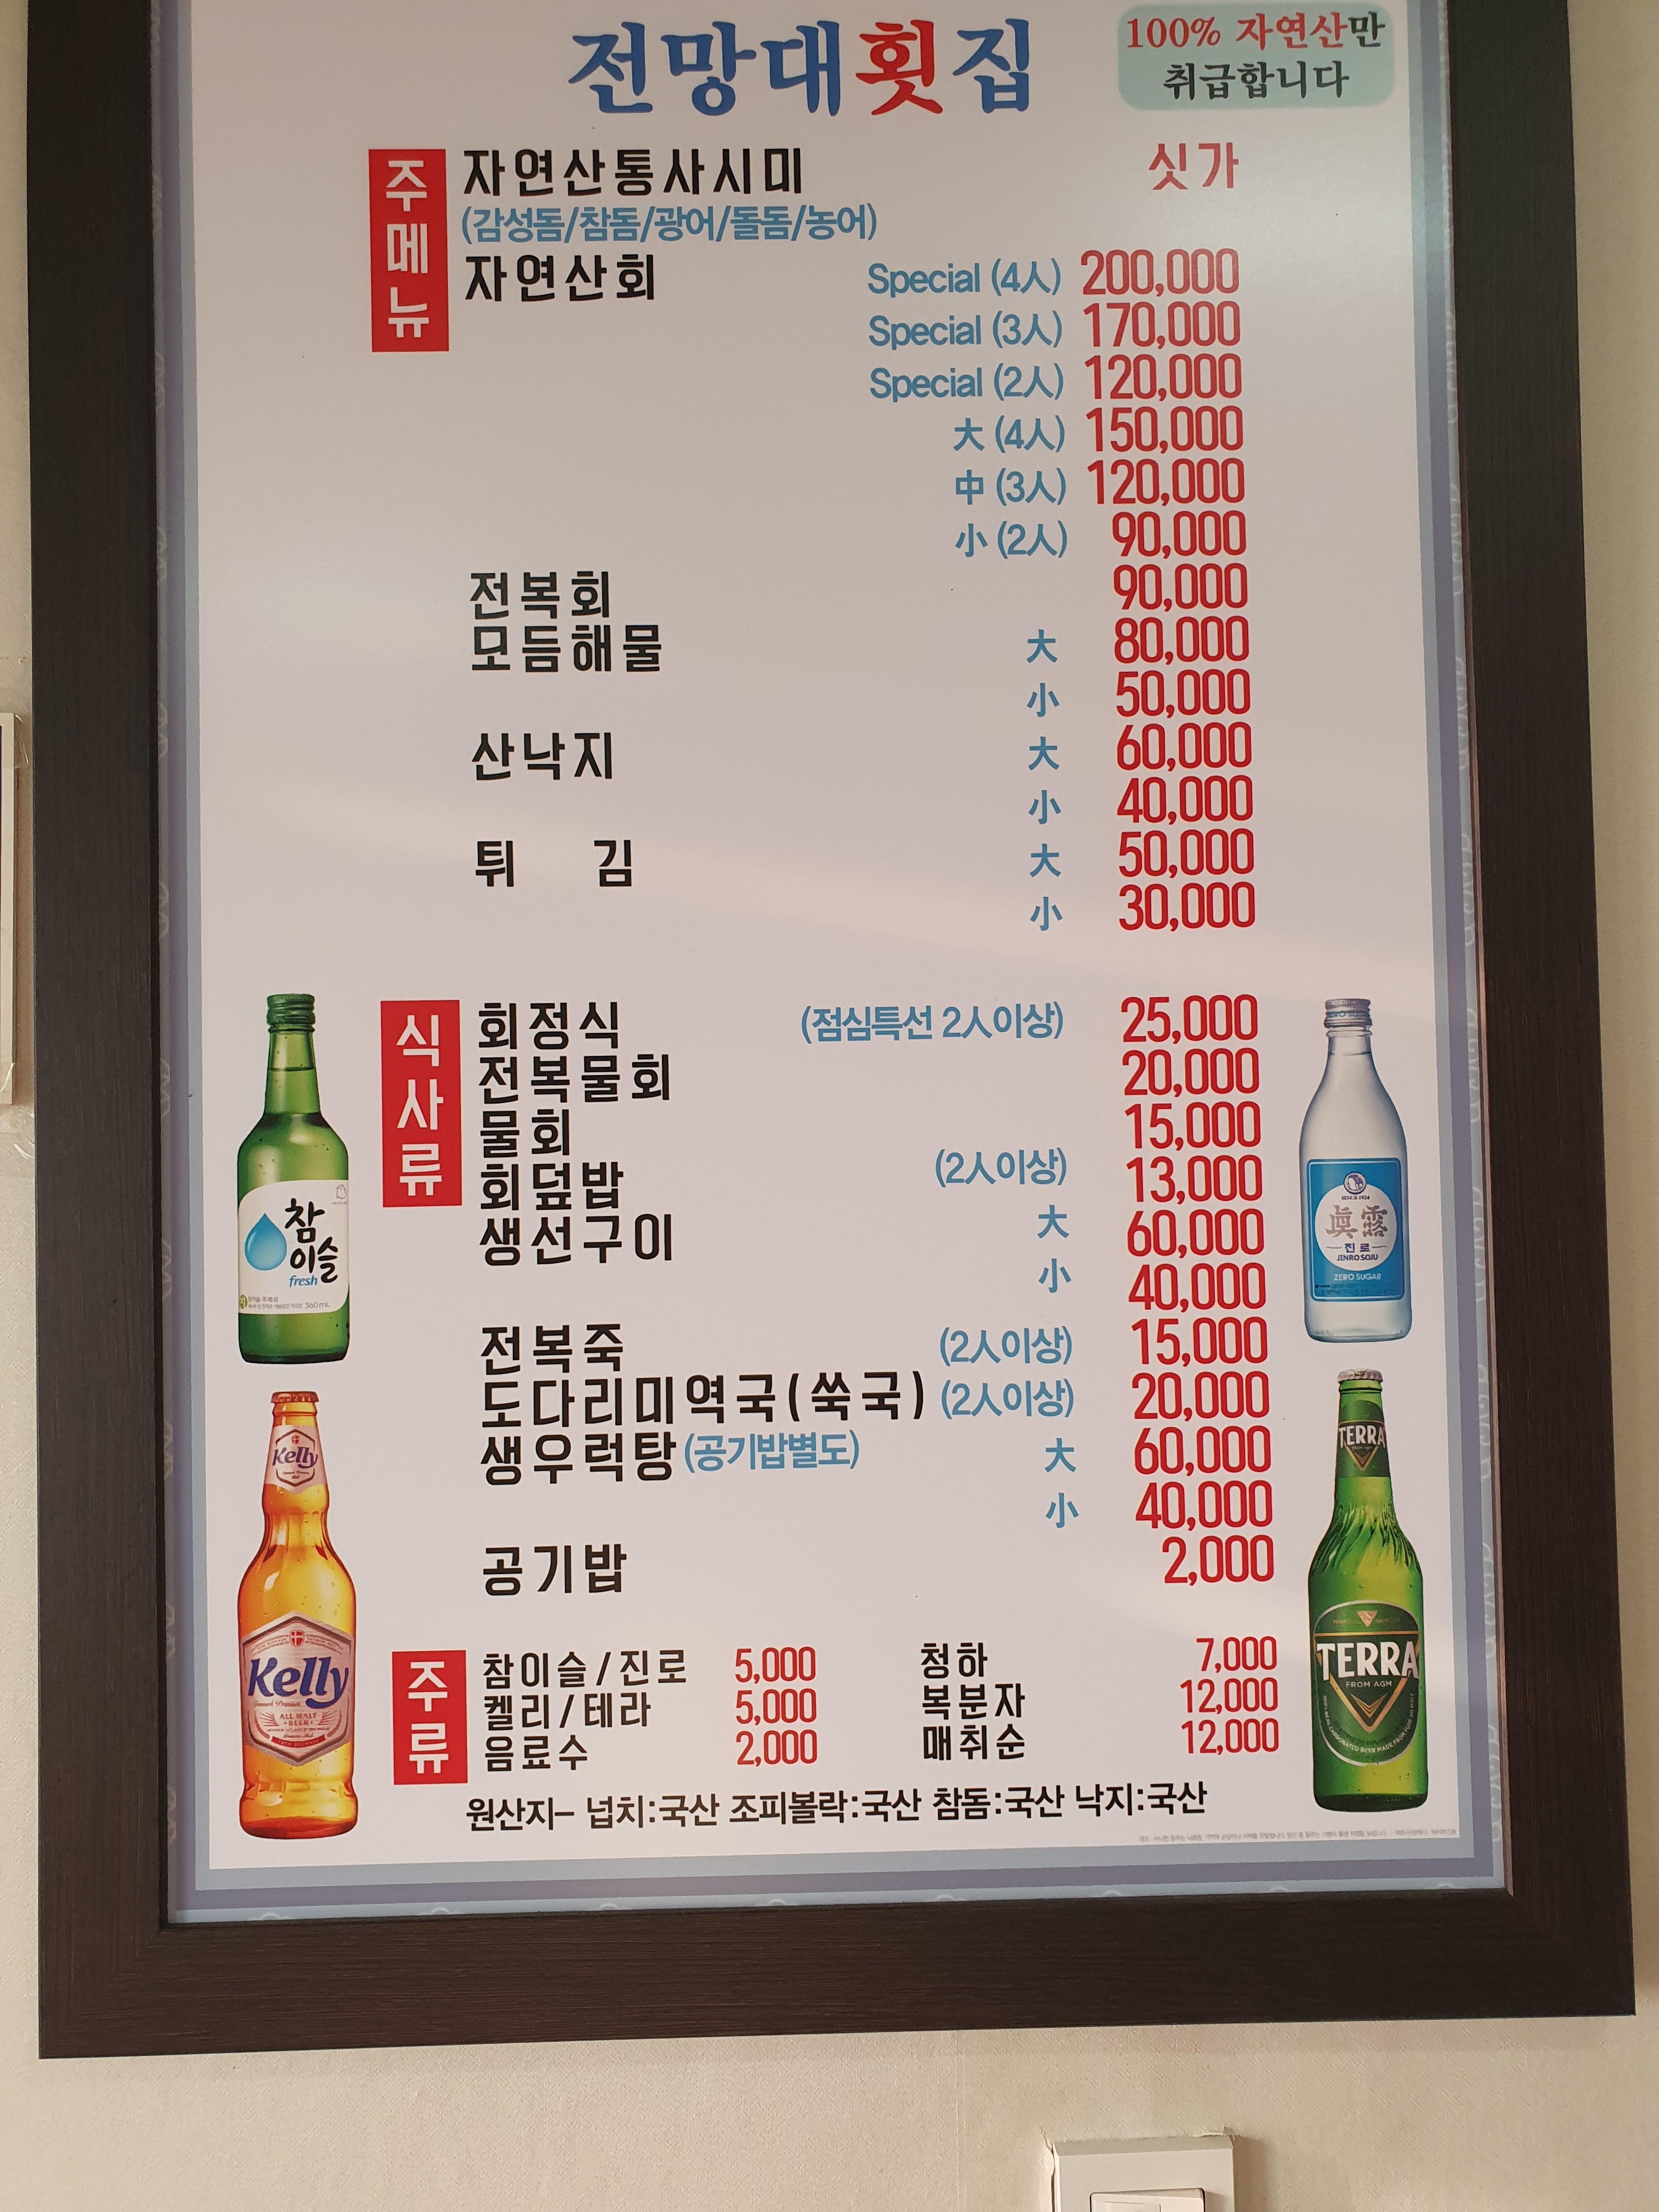 전망대횟집
100% 자연산만
취급합니다
주메뉴
자연산통사시미 싯가
(감성돔/참돔/광어/돌돔/농어)
자연산회 Special (4人) 200,000
Special (3人) 170,000
Special (2人) 120,000
大 (4人) 150,000
中 (3人) 120,000
小 (2人) 90,000
전복회 90,000
모듬해물 大 80,000
小 50,000
산낙지 大 60,000
小 40,000
튀 김 大 50,000
小 30,000
식사류
회정식 (점심특선 2人이상) 25,000
전복물회 20,000
물회 15,000
회덮밥 (2人이상) 13,000
생선구이 大 60,000
小 40,000
전복죽 (2人이상) 15,000
도다리미역국(쑥국) (2人이상) 20,000
생우럭탕(공기밥별도) 大 60,000
小 40,000
공기밥 2,000
주류
참이슬/진로 5,000 청하 7,000
켈리/테라 5,000 복분자 12,000
음료수 2,000 매취순 12,000
원산지- 넙치:국산 조피볼락:국산 참돔:국산 낙지:국산
참
이슬
fresh
360mL
Kelly
Kelly
ALL MALT
BEER
ZERO SUGAR
SINCE 1924
眞露
진로
JINRO SOJU
ZERO SUGAR
TERRA
TERRA
FROM AGM